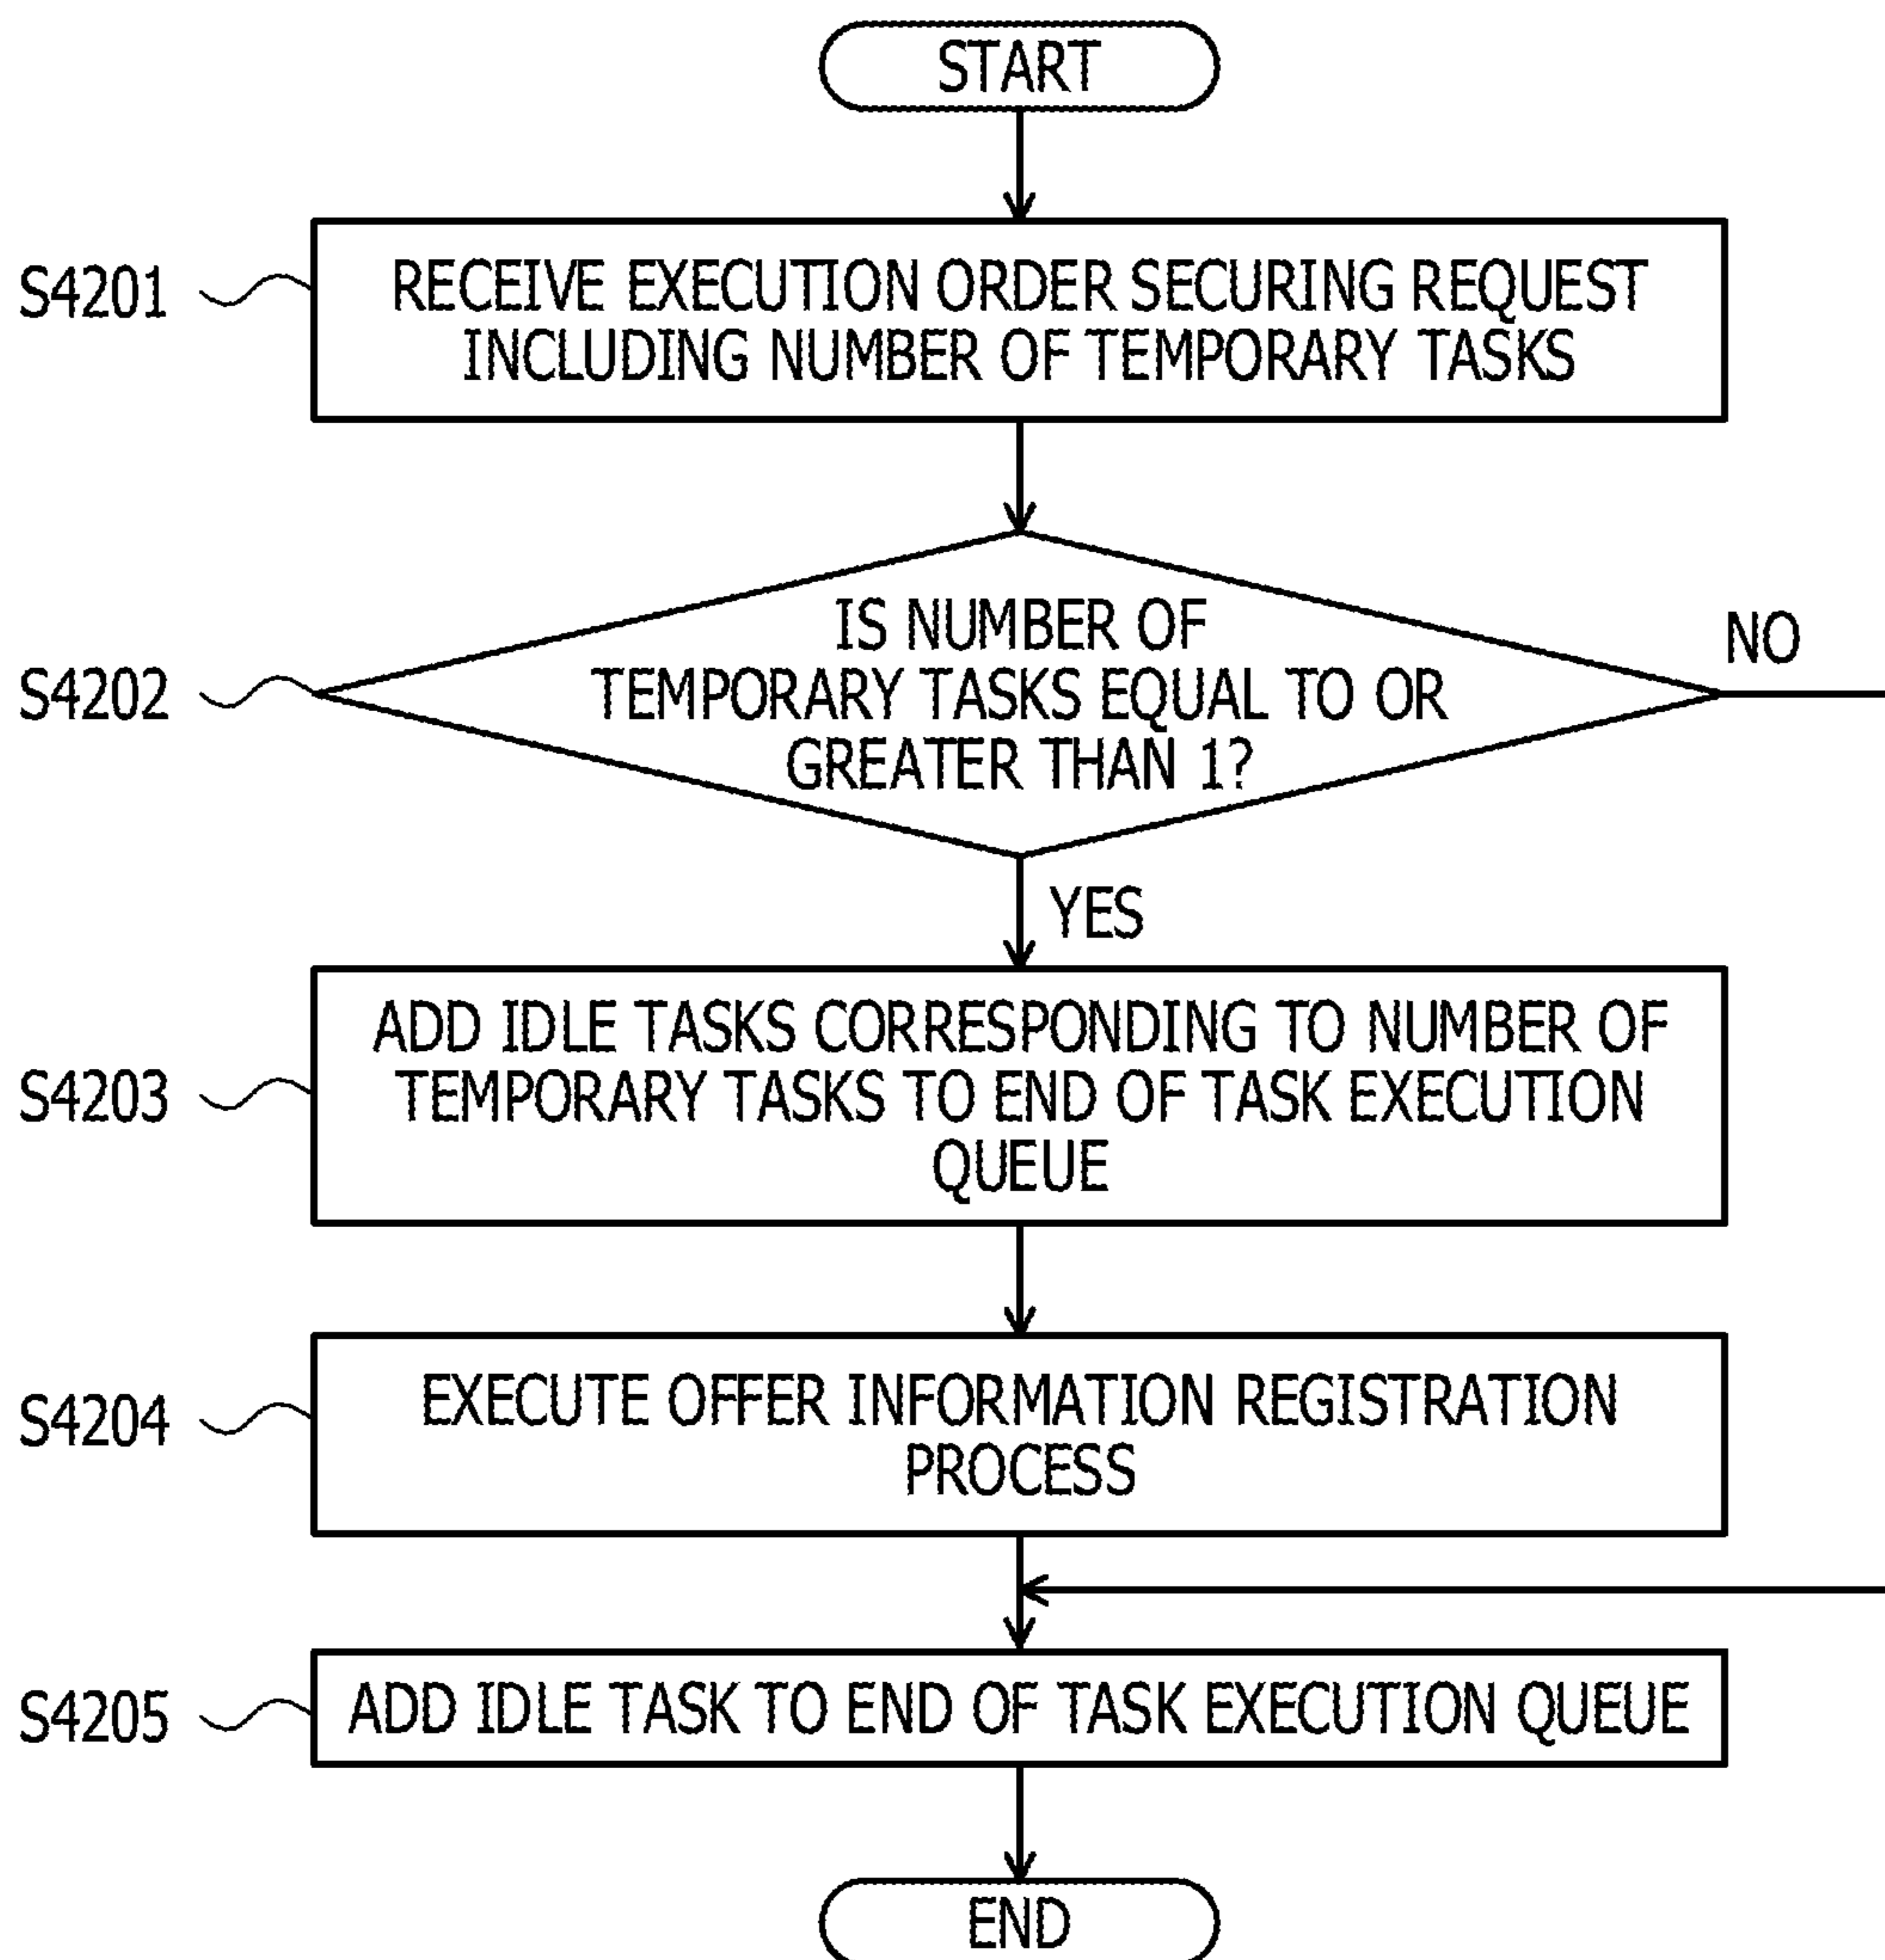 START
S4201
RECEIVE EXECUTION ORDER SECURING REQUEST
INCLUDING NUMBER OF TEMPORARY TASKS
S4202
IS NUMBER OF
TEMPORARY TASKS EQUAL TO OR
GREATER THAN 1?
NO
YES
S4203
ADD IDLE TASKS CORRESPONDING TO NUMBER OF
TEMPORARY TASKS TO END OF TASK EXECUTION
QUEUE
S4204
EXECUTE OFFER INFORMATION REGISTRATION
PROCESS
S4205
ADD IDLE TASK TO END OF TASK EXECUTION QUEUE
END